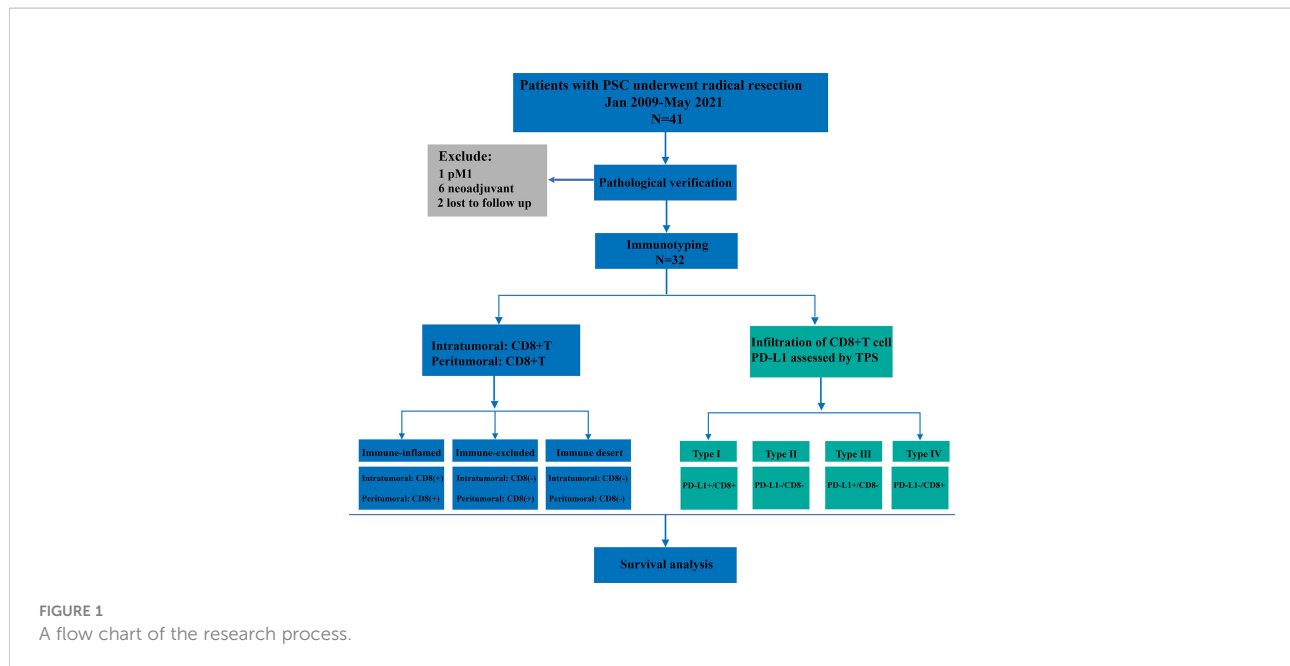 Patients with PSC underwent radical resection
Jan 2009-May 2021
N=41
Exclude:
1 pM1
6 neoadjuvant
2 lost to follow up
Pathological verification
Immunotyping
N=32
Intratumoral: CD8+T
Peritumoral: CD8+T
Infiltration of CD8+T cell
PD-L1 assessed by TPS
Immune-inflamed
Immune-excluded
Immune desert
Intratumoral: CD8(+)
Peritumoral: CD8(+)
Intratumoral: CD8(-)
Peritumoral: CD8(+)
Intratumoral: CD8(-)
Peritumoral: CD8(-)
Type I
Type II
Type III
Type IV
PD-L1+/CD8+
PD-L1-/CD8-
PD-L1+/CD8-
PD-L1-/CD8+
Survival analysis
FIGURE 1
A flow chart of the research process.